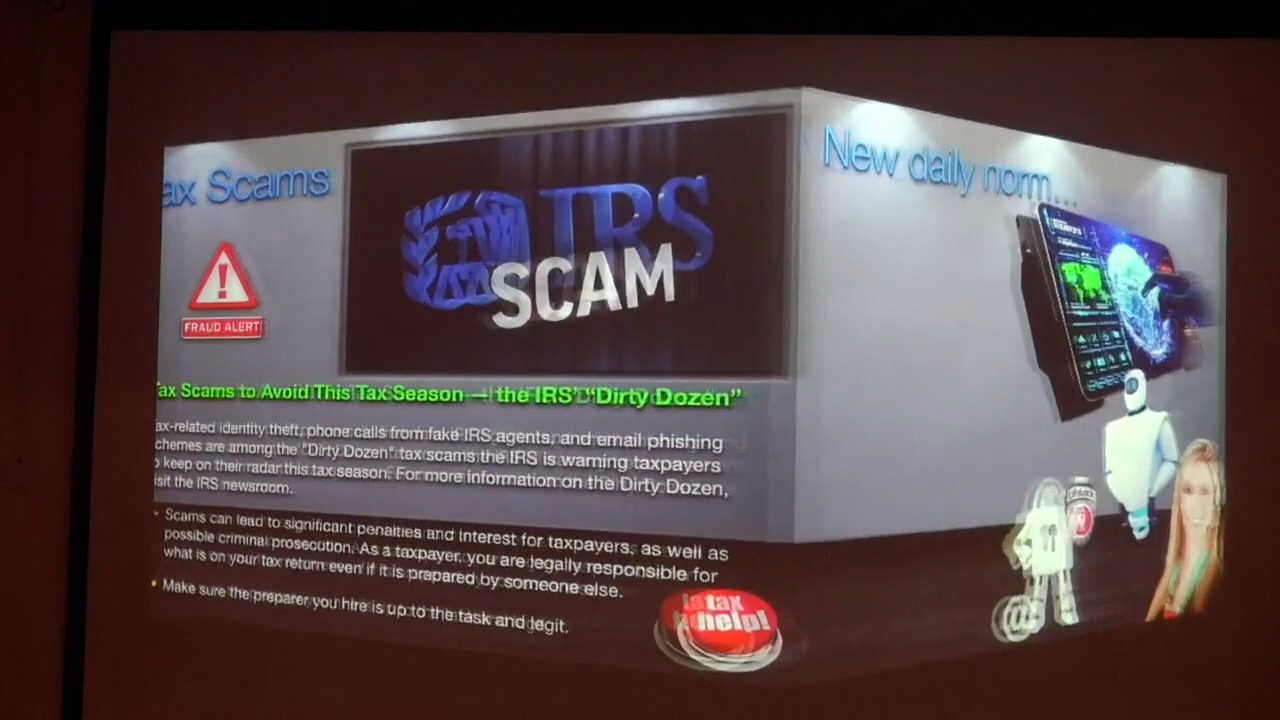 ax Scams
FRAUD ALERT!
IRS
SCAM
ax Scams to Avoid This Tax Season — the IRS' "Dirty Dozen"
ax-related identity theft, phone calls from fake IRS agents, and email phishing
chemes are among the "Dirty Dozen" tax scams the IRS is warning taxpayers
o keep on their radar this tax season. For more information on the Dirty Dozen,
isit the IRS newsroom.
• Scams can lead to significant penalties and interest for taxpayers, as well as
possible criminal prosecution. As a taxpayer, you are legally responsible for
what is on your tax return even if it is prepared by someone else.
• Make sure the preparer you hire is up to the task and legit.
tax
help!
New daily norm...
@